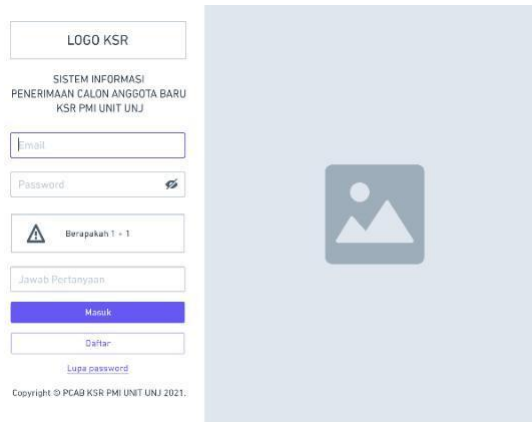 LOGO KSR
SISTEM INFORMASI
PENERIMAAN CALON ANGGOTA BARU
KSR PMI UNIT UNJ
Email
Password
Berapakah 1 + 1
Jawab Pertanyaan
Masuk
Daftar
Lupa password
Copyright © PCAB KSR PMI UNIT UNJ 2021.